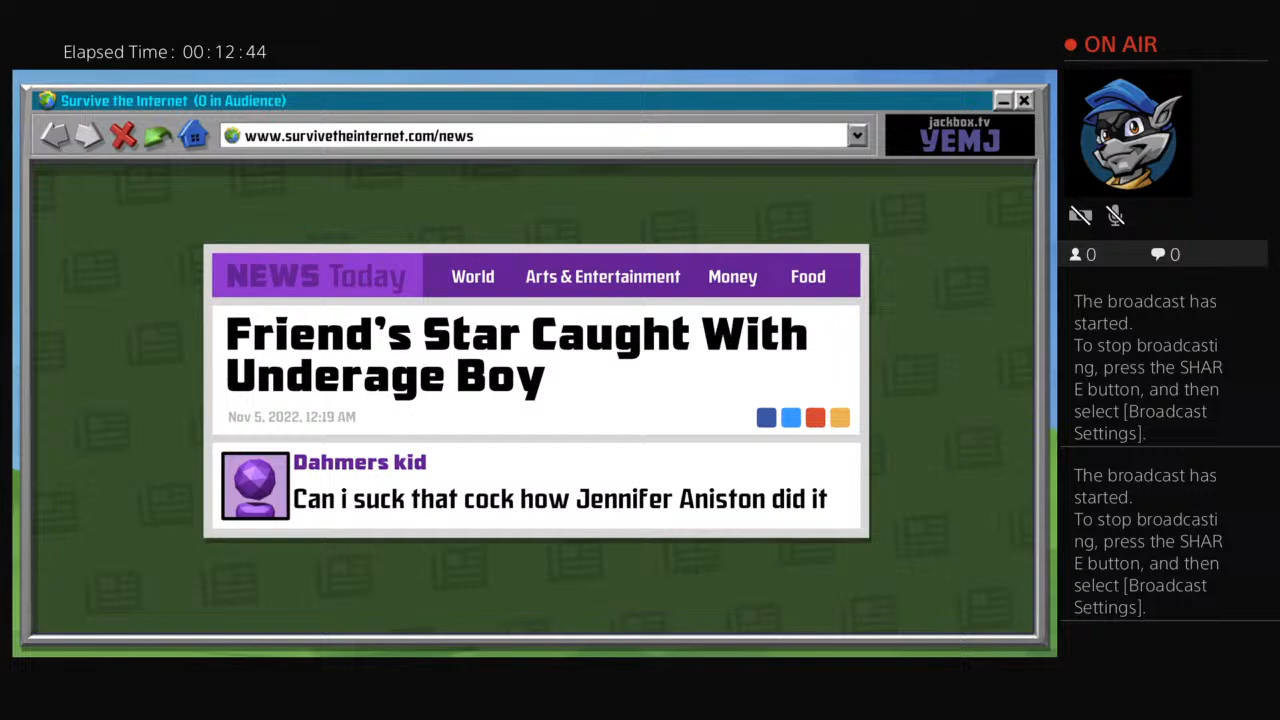 Elapsed Time: 00:12:44
ON AIR
Survive the Internet (0 in Audience)
www.survivetheinternet.com/news
jackbox.tv
YEMJ
0 0
NEWS Today World Arts & Entertainment Money Food
Friend's Star Caught With
Underage Boy
Nov 5, 2022, 12:19 AM
Dahmers kid
Can i suck that cock how Jennifer Aniston did it
The broadcast has
started.
To stop broadcasti
ng, press the SHAR
E button, and then
select [Broadcast
Settings].
The broadcast has
started.
To stop broadcasti
ng, press the SHAR
E button, and then
select [Broadcast
Settings].